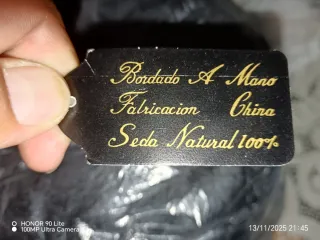 Bordado A Mano
Fabricacion China
Seda Natural 100%
HONOR 90 Lite
100MP Ultra Camera
13/11/2025 21:45